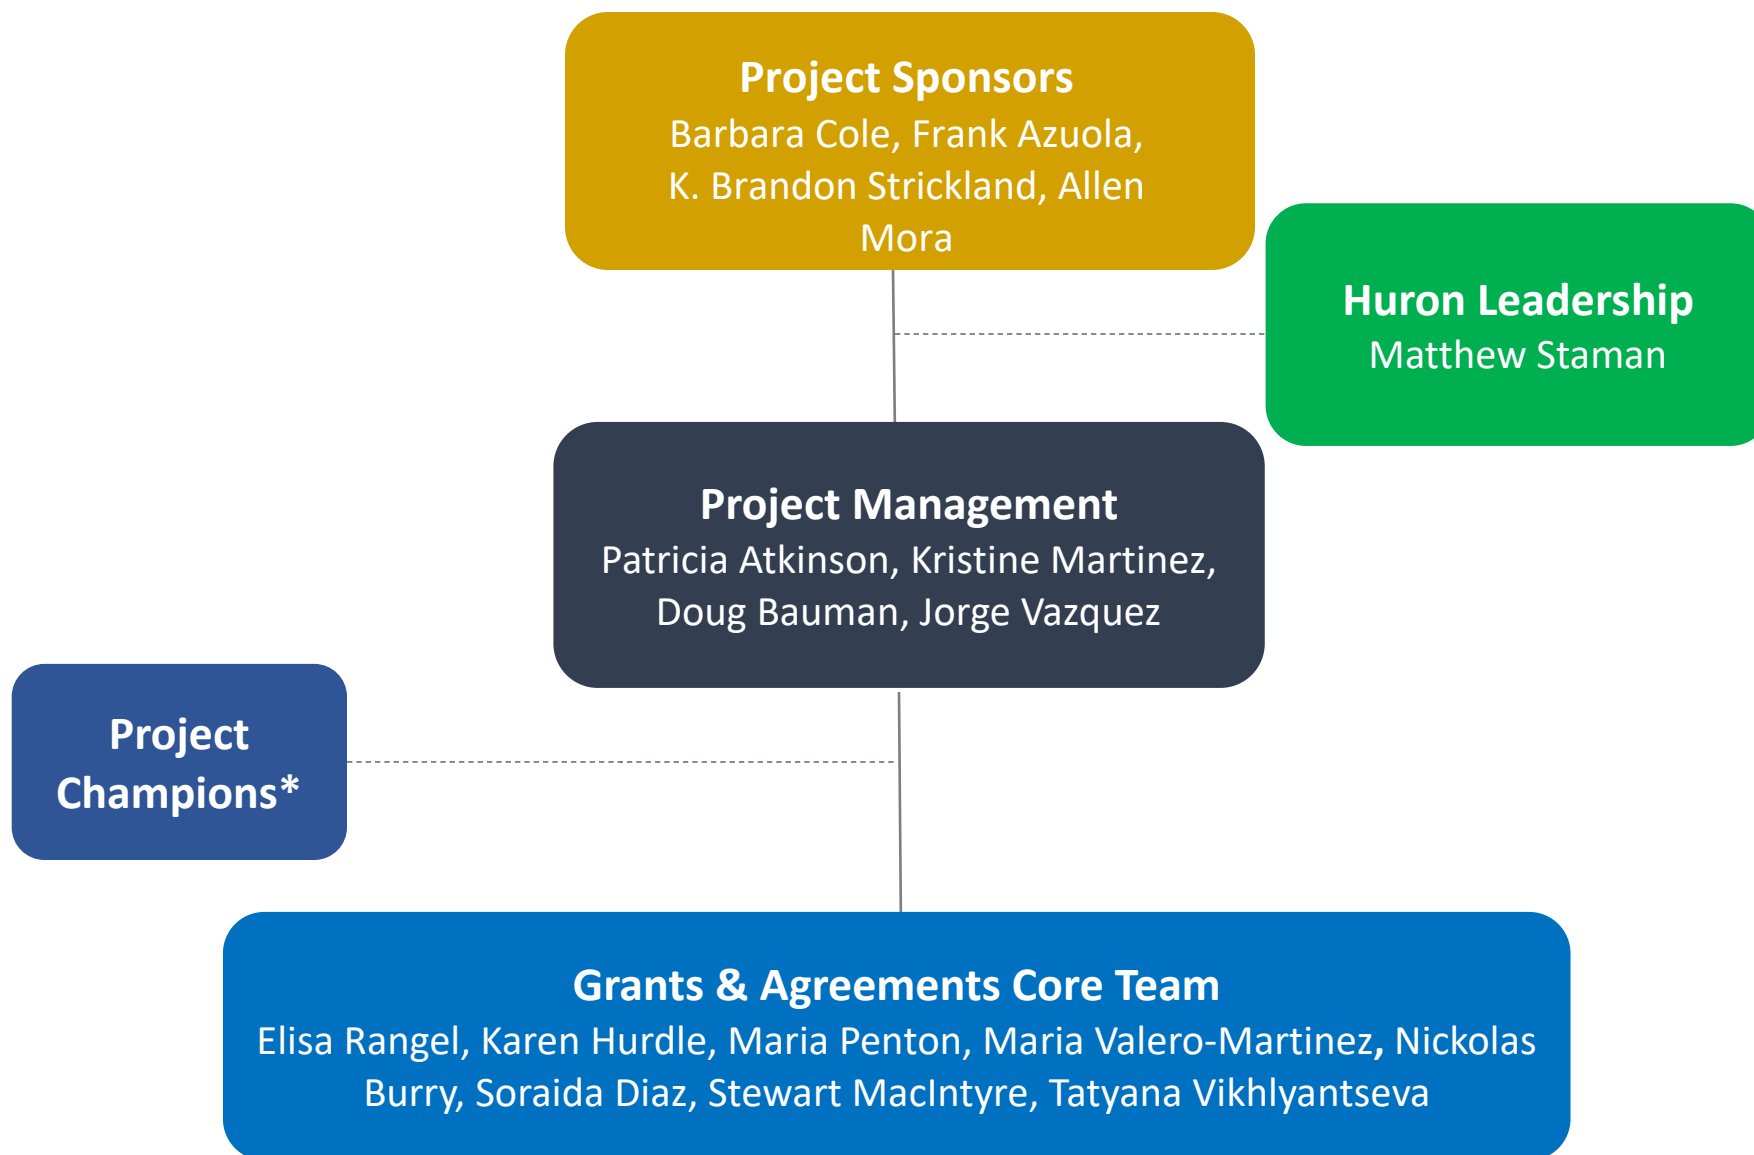 Project Sponsors
Barbara Cole, Frank Azuola,
K. Brandon Strickland, Allen
Mora
Huron Leadership
Matthew Staman
Project Management
Patricia Atkinson, Kristine Martinez,
Doug Bauman, Jorge Vazquez
Project
Champions*
Grants & Agreements Core Team
Elisa Rangel, Karen Hurdle, Maria Penton, Maria Valero-Martinez, Nickolas
Burry, Soraida Diaz, Stewart MacIntyre, Tatyana Vikhlyantseva